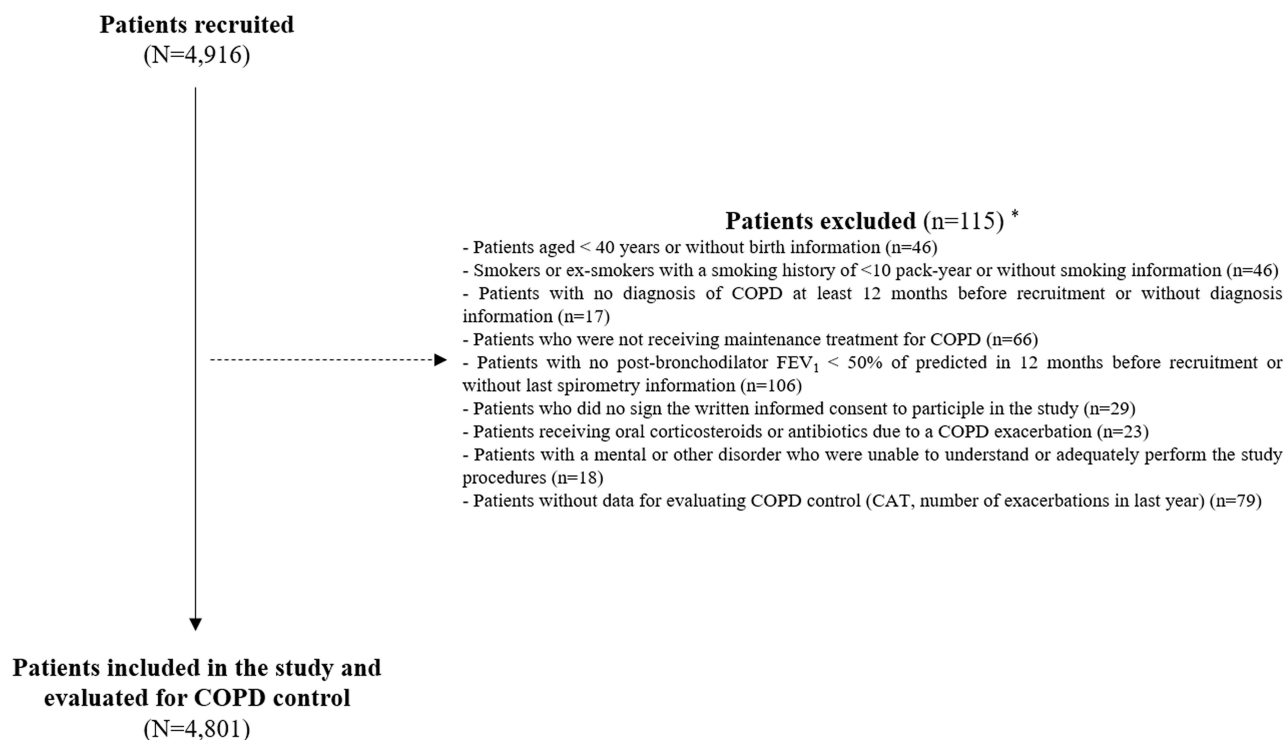 Patients recruited
(N=4,916)
Patients excluded (n=115) *
- Patients aged < 40 years or without birth information (n=46)
- Smokers or ex-smokers with a smoking history of <10 pack-year or without smoking information (n=46)
- Patients with no diagnosis of COPD at least 12 months before recruitment or without diagnosis
information (n=17)
- Patients who were not receiving maintenance treatment for COPD (n=66)
- Patients with no post-bronchodilator FEV₁ < 50% of predicted in 12 months before recruitment or
without last spirometry information (n=106)
- Patients who did no sign the written informed consent to participle in the study (n=29)
- Patients receiving oral corticosteroids or antibiotics due to a COPD exacerbation (n=23)
- Patients with a mental or other disorder who were unable to understand or adequately perform the study
procedures (n=18)
- Patients without data for evaluating COPD control (CAT, number of exacerbations in last year) (n=79)
Patients included in the study and
evaluated for COPD control
(N=4,801)